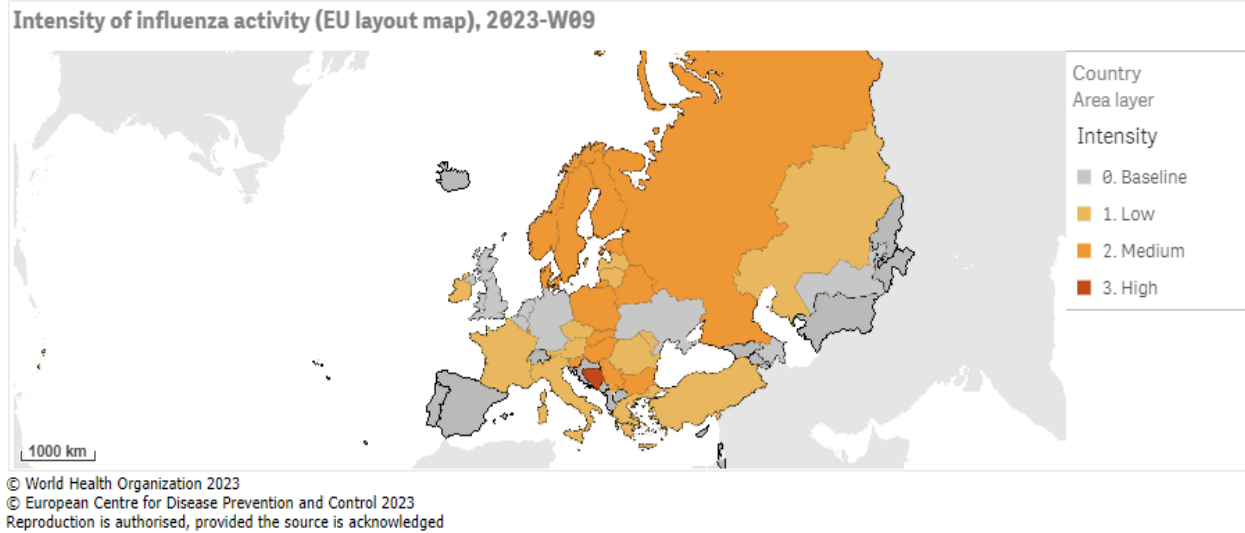 Intensity of influenza activity (EU layout map), 2023-W09
Country
Area layer
Intensity
0. Baseline
1. Low
2. Medium
3. High
1000 km
© World Health Organization 2023
© European Centre for Disease Prevention and Control 2023
Reproduction is authorised, provided the source is acknowledged